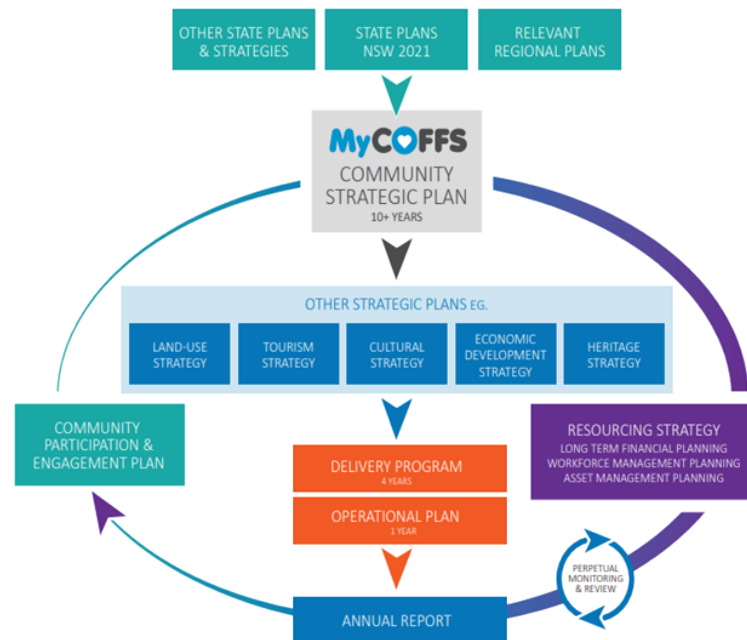 OTHER STATE PLANS
& STRATEGIES
STATE PLANS
NSW 2021
RELEVANT
REGIONAL PLANS
MyCOFFS
COMMUNITY
STRATEGIC PLAN
10+ YEARS
OTHER STRATEGIC PLANS EG.
LAND-USE
STRATEGY
TOURISM
STRATEGY
CULTURAL
STRATEGY
ECONOMIC
DEVELOPMENT
STRATEGY
HERITAGE
STRATEGY
COMMUNITY
PARTICIPATION &
ENGAGEMENT PLAN
DELIVERY PROGRAM
4 YEARS
OPERATIONAL PLAN
1 YEAR
RESOURCING STRATEGY
LONG TERM FINANCIAL PLANNING
WORKFORCE MANAGEMENT PLANNING
ASSET MANAGEMENT PLANNING
PERPETUAL
MONITORING
& REVIEW
ANNUAL REPORT